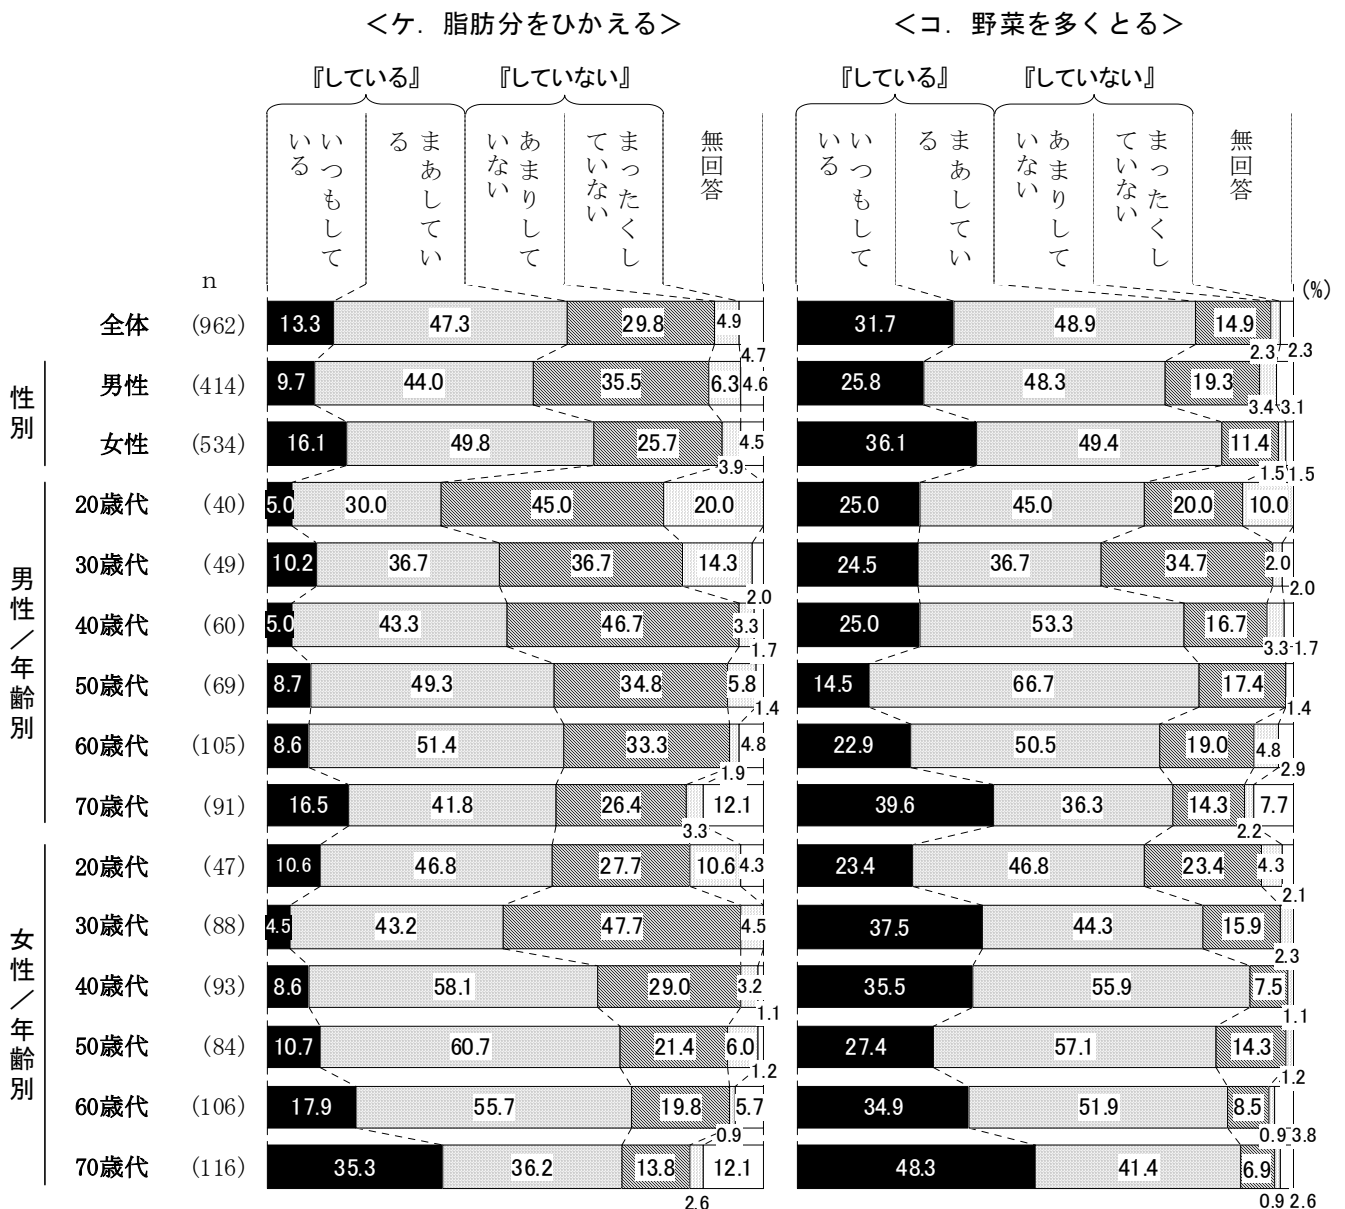 ＜ケ．脂肪分をひかえる＞ ＜コ．野菜を多くとる＞
『している』 『していない』 『している』 『していない』
いつもしている まあしている あまりしていない まったくしていない 無回答 いつもしている まあしている あまりしていない まったくしていない 無回答
n (%)
全体 (962) 13.3 47.3 29.8 4.9 4.7 31.7 48.9 14.9 2.3 2.3
性別
男性 (414) 9.7 44.0 35.5 6.3 4.6 25.8 48.3 19.3 3.4 3.1
女性 (534) 16.1 49.8 25.7 3.9 4.5 36.1 49.4 11.4 1.5 1.5
男性／年齢別
20歳代 (40) 5.0 30.0 45.0 20.0 25.0 45.0 20.0 10.0
30歳代 (49) 10.2 36.7 36.7 14.3 2.0 24.5 36.7 34.7 2.0 2.0
40歳代 (60) 5.0 43.3 46.7 3.3 1.7 25.0 53.3 16.7 3.3 1.7
50歳代 (69) 8.7 49.3 34.8 5.8 1.4 14.5 66.7 17.4 1.4
60歳代 (105) 8.6 51.4 33.3 1.9 4.8 22.9 50.5 19.0 4.8 2.9
70歳代 (91) 16.5 41.8 26.4 3.3 12.1 39.6 36.3 14.3 2.2 7.7
女性／年齢別
20歳代 (47) 10.6 46.8 27.7 10.6 4.3 23.4 46.8 23.4 4.3 2.1
30歳代 (88) 4.5 43.2 47.7 4.5 37.5 44.3 15.9 2.3
40歳代 (93) 8.6 58.1 29.0 3.2 1.1 35.5 55.9 7.5 1.1
50歳代 (84) 10.7 60.7 21.4 6.0 1.2 27.4 57.1 14.3 1.2
60歳代 (106) 17.9 55.7 19.8 0.9 5.7 34.9 51.9 8.5 0.9 3.8
70歳代 (116) 35.3 36.2 13.8 2.6 12.1 48.3 41.4 6.9 0.9 2.6